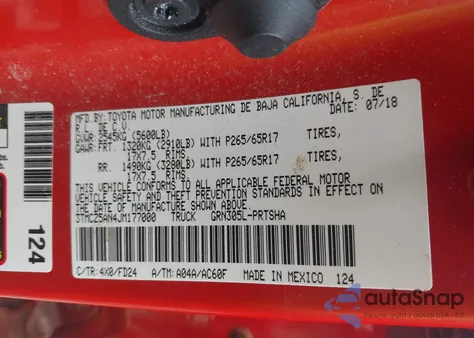 MFD.BY:TOYOTA MOTOR MANUFACTURING DE BAJA CALIFORNIA, S. DE
R.L. DE C.V. 07/18
GVWR: 2545KG (5600LB)
GAWR: FRT. 1320KG (2910LB) WITH P265/65R17 TIRES,
17X7.5 RIMS
RR. 1490KG (3280LB) WITH P265/65R17 TIRES,
17X7.5 RIMS
THIS VEHICLE CONFORMS TO ALL APPLICABLE FEDERAL MOTOR
VEHICLE SAFETY AND THEFT PREVENTION STANDARDS IN EFFECT ON
THE DATE OF MANUFACTURE SHOWN ABOVE.
3TMCZ5AN4JM177000 TRUCK GRN305L-PRTSHA
C/TR: 4X0/FD24 A/TM: A04A/AC60F MADE IN MEXICO 124
124
autoSnap